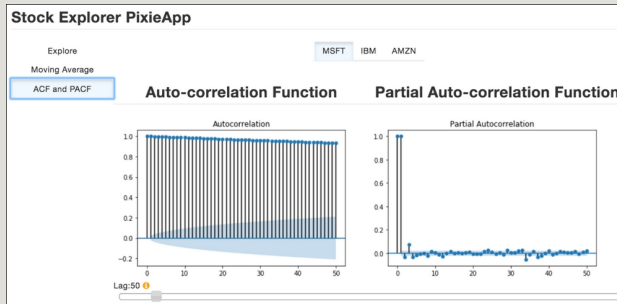 Stock Explorer PixieApp
Explore
Moving Average
ACF and PACF
MSFT IBM AMZN
Auto-correlation Function
Partial Auto-correlation Function
Autocorrelation
1.0
0.8
0.6
0.4
0.2
0.0
−0.2
0 10 20 30 40 50
Partial Autocorrelation
1.0
0.8
0.6
0.4
0.2
0.0
0 10 20 30 40 50
Lag:50